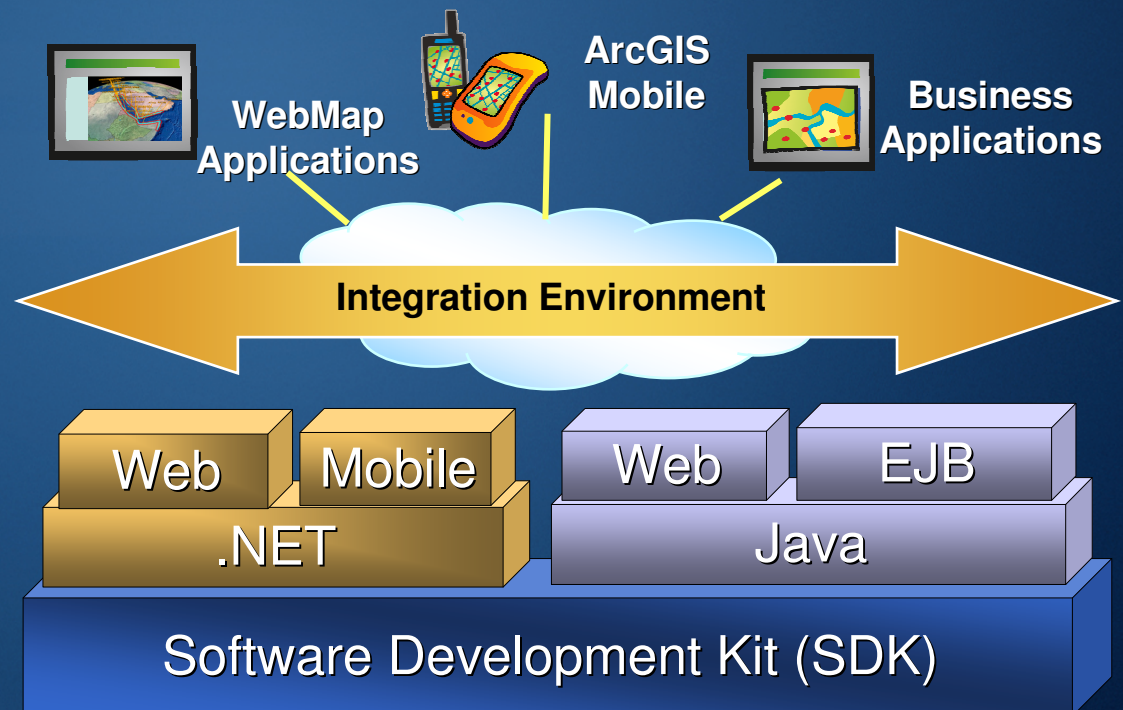 ArcGIS
Mobile
WebMap
Applications
Business
Applications
Integration Environment
Web
Mobile
Web
EJB
.NET
Java
Software Development Kit (SDK)